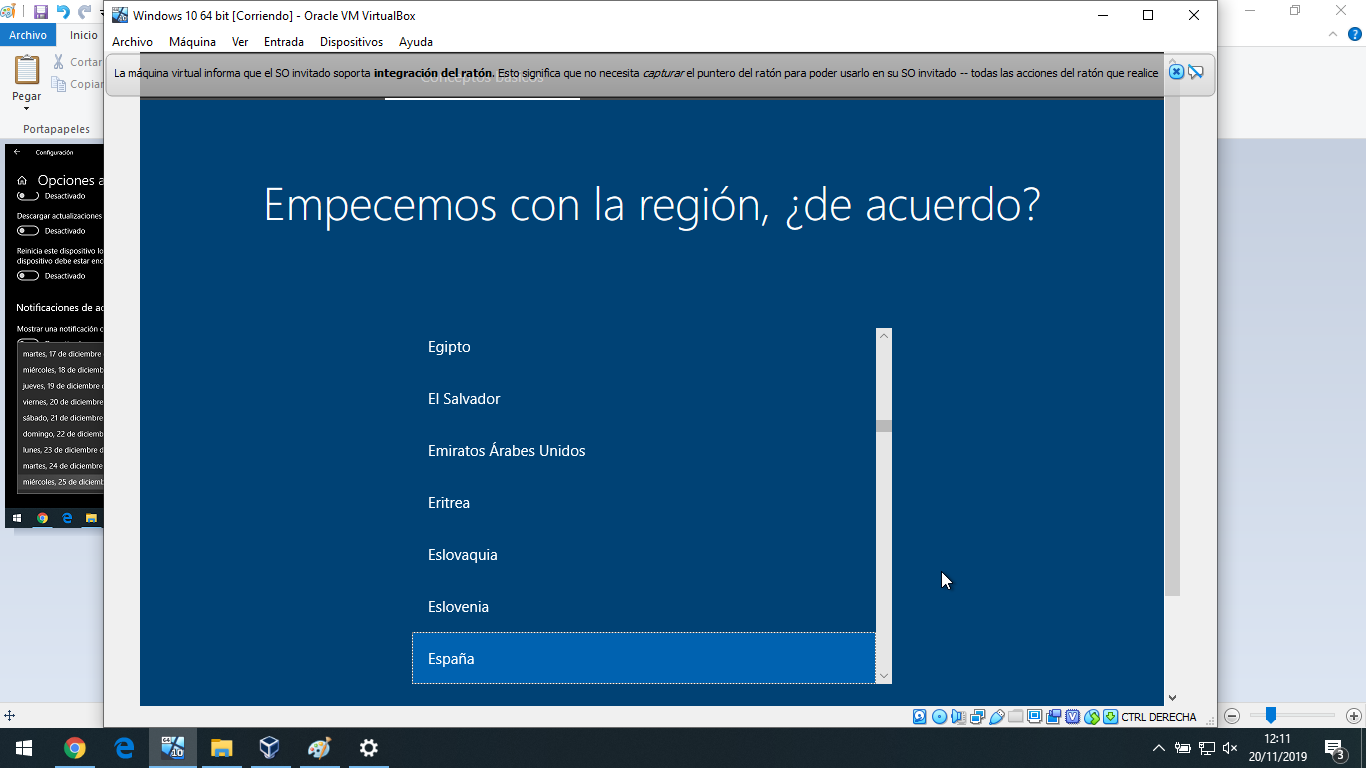 Windows 10 64 bit [Corriendo] - Oracle VM VirtualBox
Archivo Máquina Ver Entrada Dispositivos Ayuda
La máquina virtual informa que el SO invitado soporta integración del ratón. Esto significa que no necesita capturar el puntero del ratón para poder usarlo en su SO invitado -- todas las acciones del ratón que realice
Conceptos básicos
Empecemos con la región, ¿de acuerdo?
Egipto
El Salvador
Emiratos Árabes Unidos
Eritrea
Eslovaquia
Eslovenia
España
CTRL DERECHA
Archivo Inicio
Pegar
Cortar
Copiar
Portapapeles
Configuración
Opciones a
Desactivado
Descargar actualizaciones
Desactivado
Reinicia este dispositivo lo
dispositivo debe estar enc
Desactivado
Notificaciones de ac
Mostrar una notificación c
martes, 17 de diciembre
miércoles, 18 de diciemb
jueves, 19 de diciembre
viernes, 20 de diciembre
sábado, 21 de diciembre
domingo, 22 de diciemb
lunes, 23 de diciembre d
martes, 24 de diciembre
miércoles, 25 de diciemb
64
10
12:11
20/11/2019
3